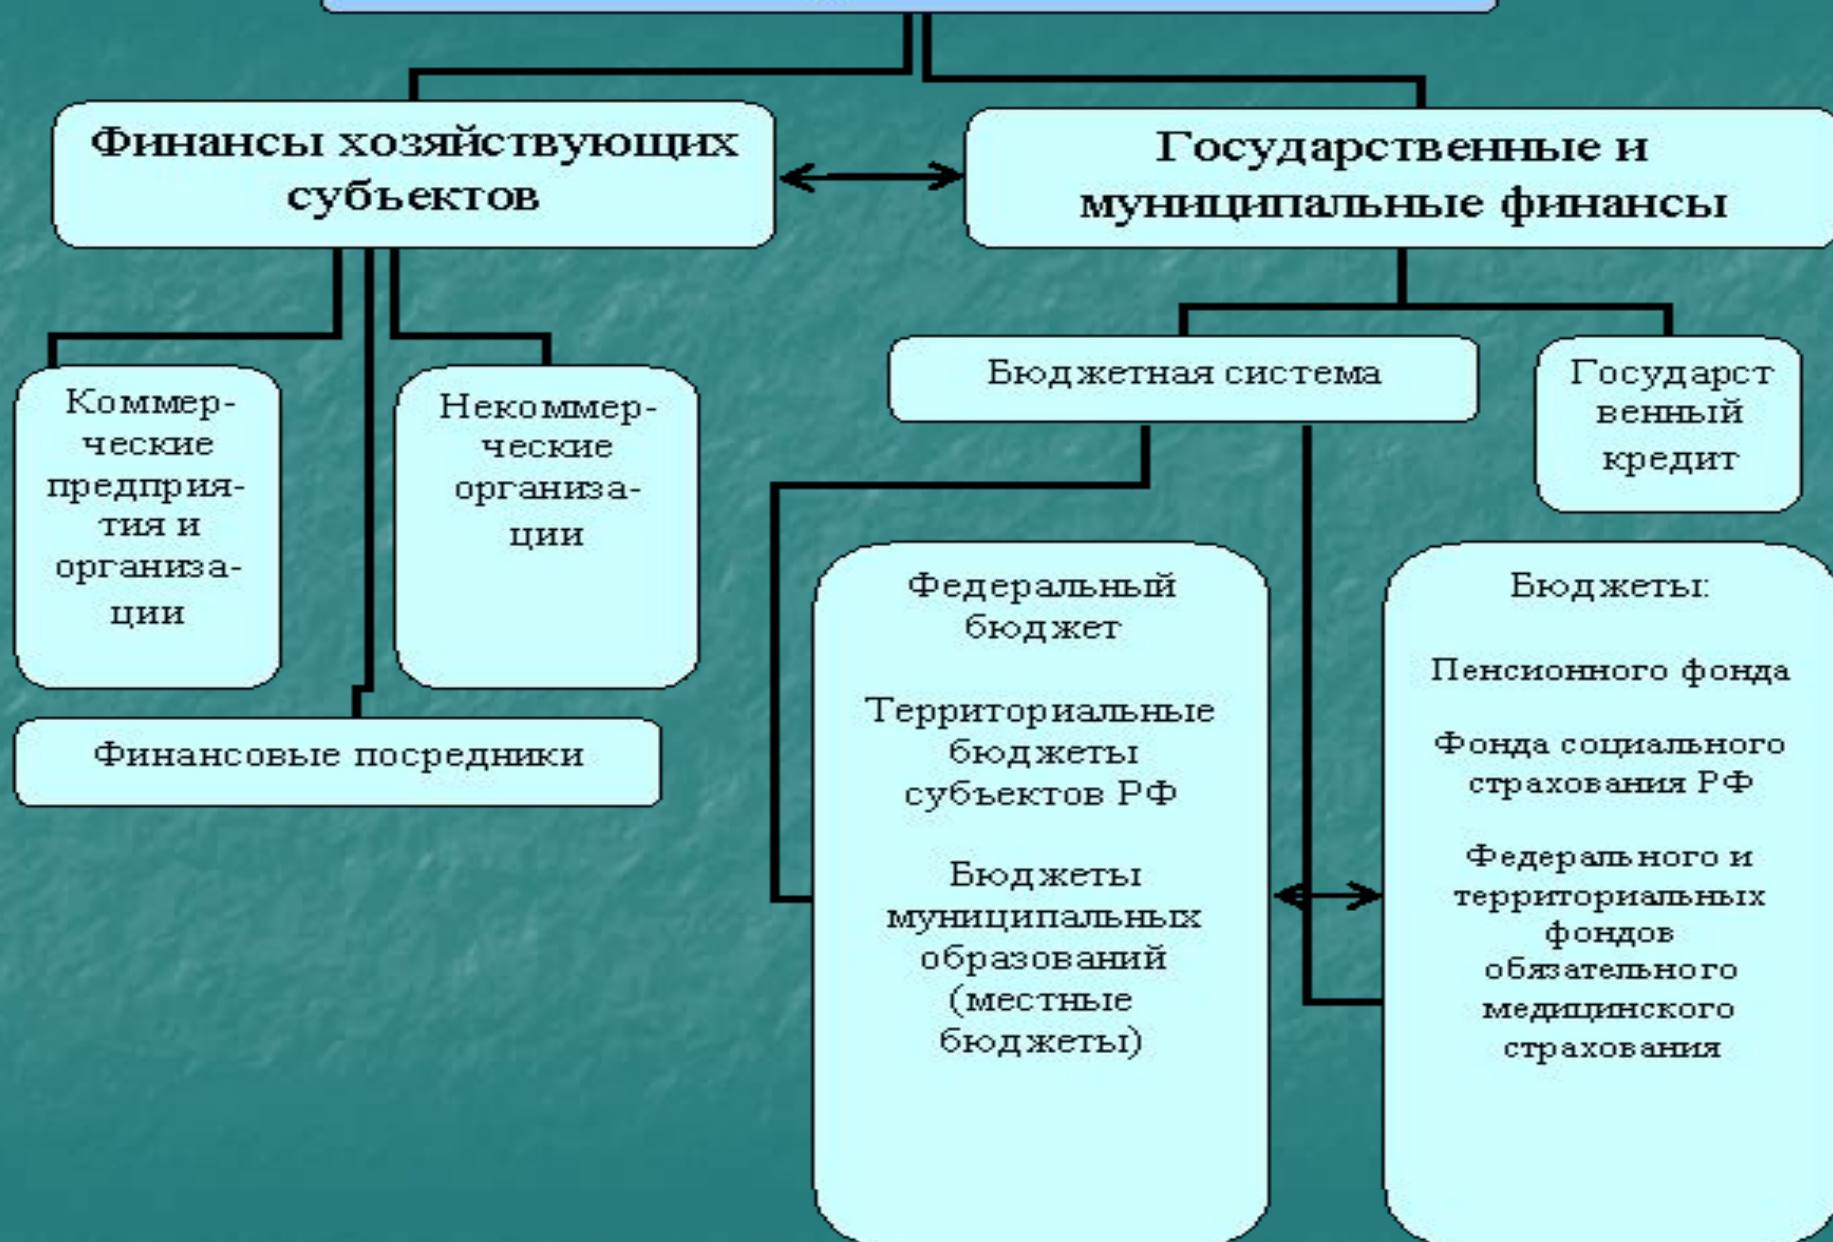 Финансы хозяйствующих
субъектов
Государственные и
муниципальные финансы
Коммер-
ческие
предприя-
тия и
организа-
ции
Некоммер-
ческие
организа-
ции
Финансовые посредники
Бюджетная система
Государст
венный
кредит
Федеральный
бюджет
Территориальные
бюджеты
субъектов РФ
Бюджеты
муниципальных
образований
(местные
бюджеты)
Бюджеты:
Пенсионного фонда
Фонда социального
страхования РФ
Федерального и
территориальных
фондов
обязательного
медицинского
страхования